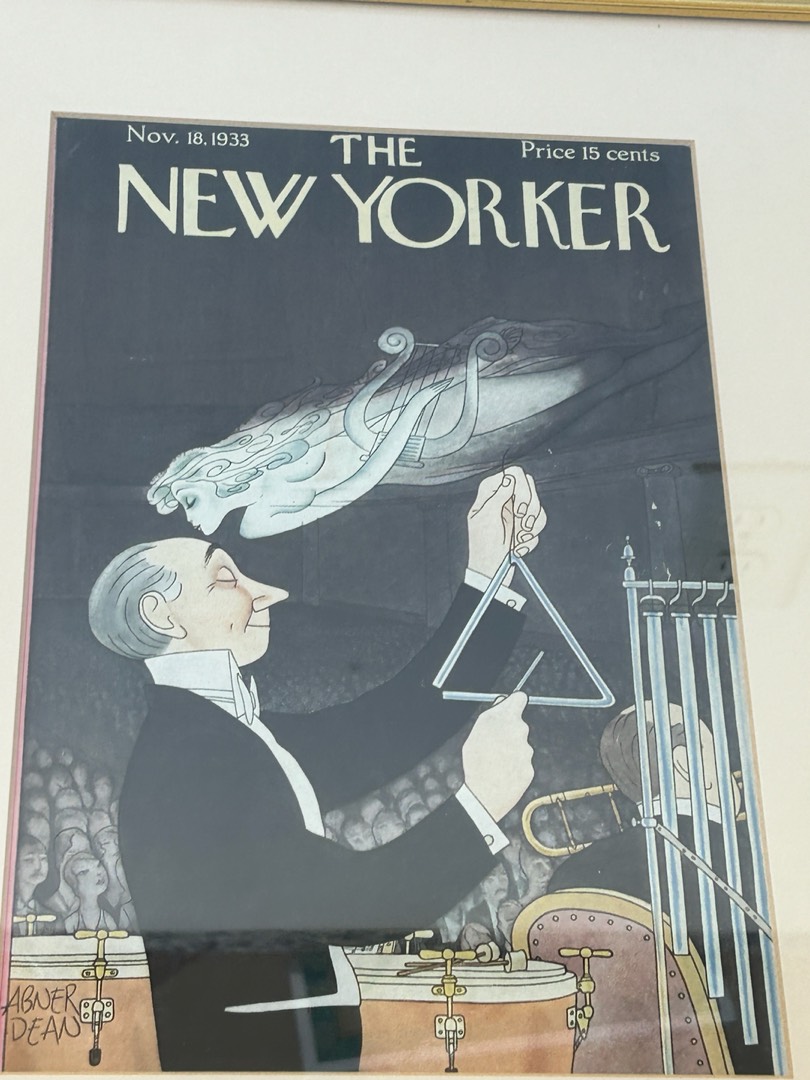 Nov. 18, 1933
THE
Price 15 cents
NEW YORKER
ABNER
DEAN